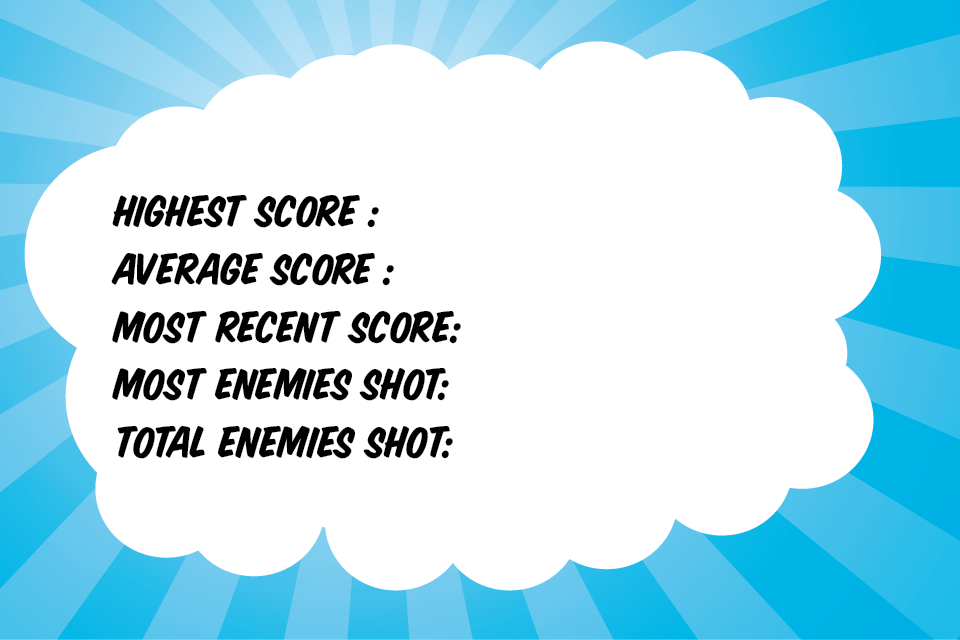 HIGHEST SCORE :
AVERAGE SCORE :
MOST RECENT SCORE:
MOST ENEMIES SHOT:
TOTAL ENEMIES SHOT: